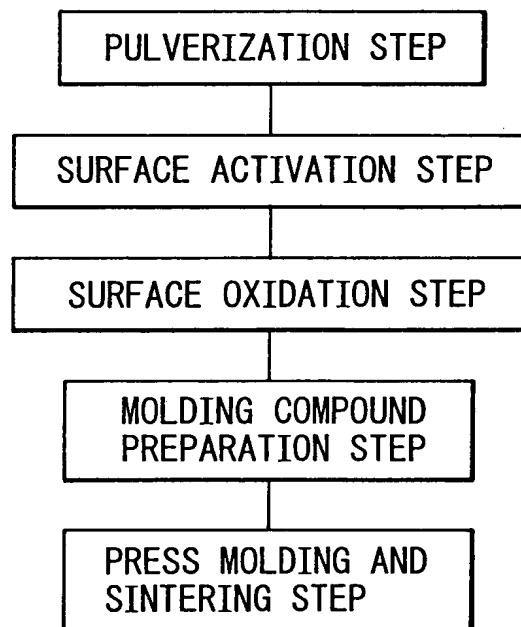 PULVERIZATION STEP
SURFACE ACTIVATION STEP
SURFACE OXIDATION STEP
MOLDING COMPOUND
PREPARATION STEP
PRESS MOLDING AND
SINTERING STEP